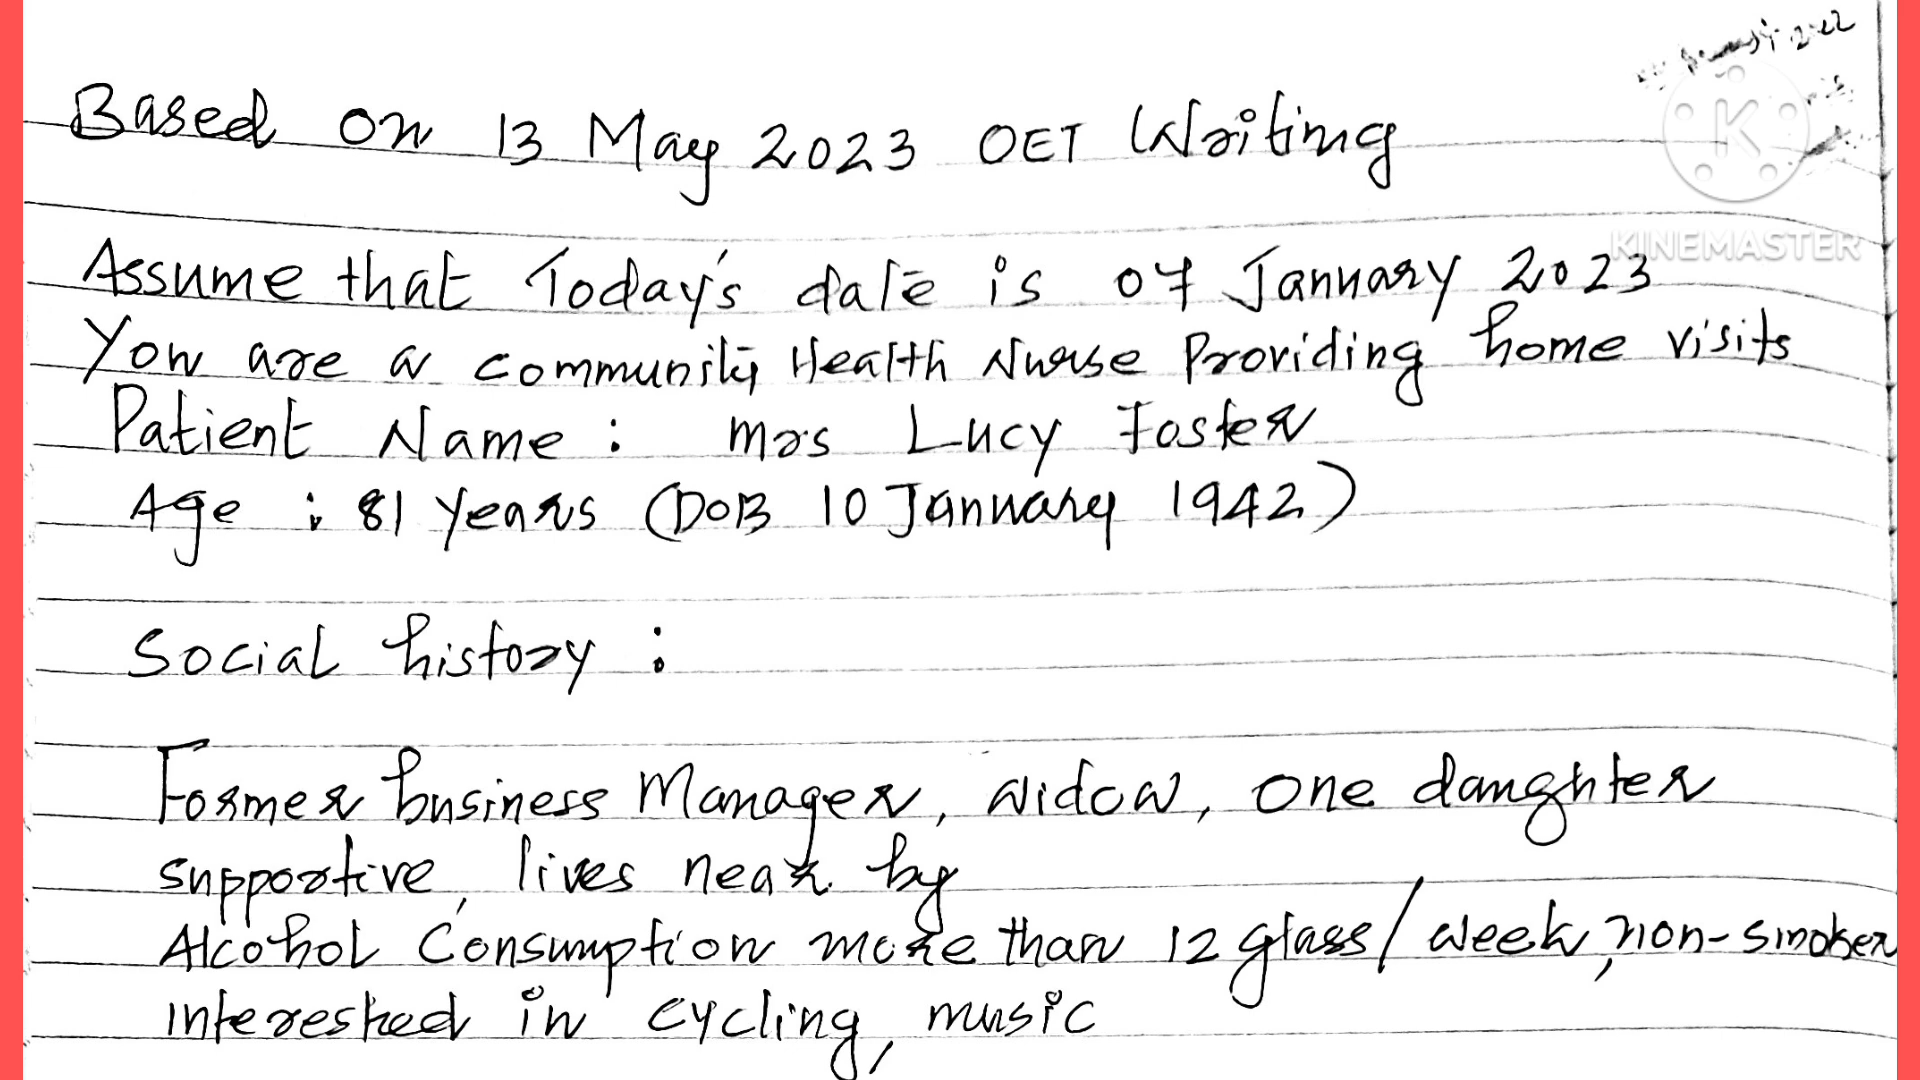 Based on 13 May 2023 OET Writing
KINEMASTER
Assume that Today's date is 07 January 2023
You are a community Health Nurse Providing home visits
Patient Name : Mrs Lucy Foster
Age : 81 years (DOB 10 January 1942)
Social history :
Former business Manager, widow, one daughter
supportive, lives near by
Alcohol Consumption more than 12 glass/week, non-smoker
interested in cycling, music